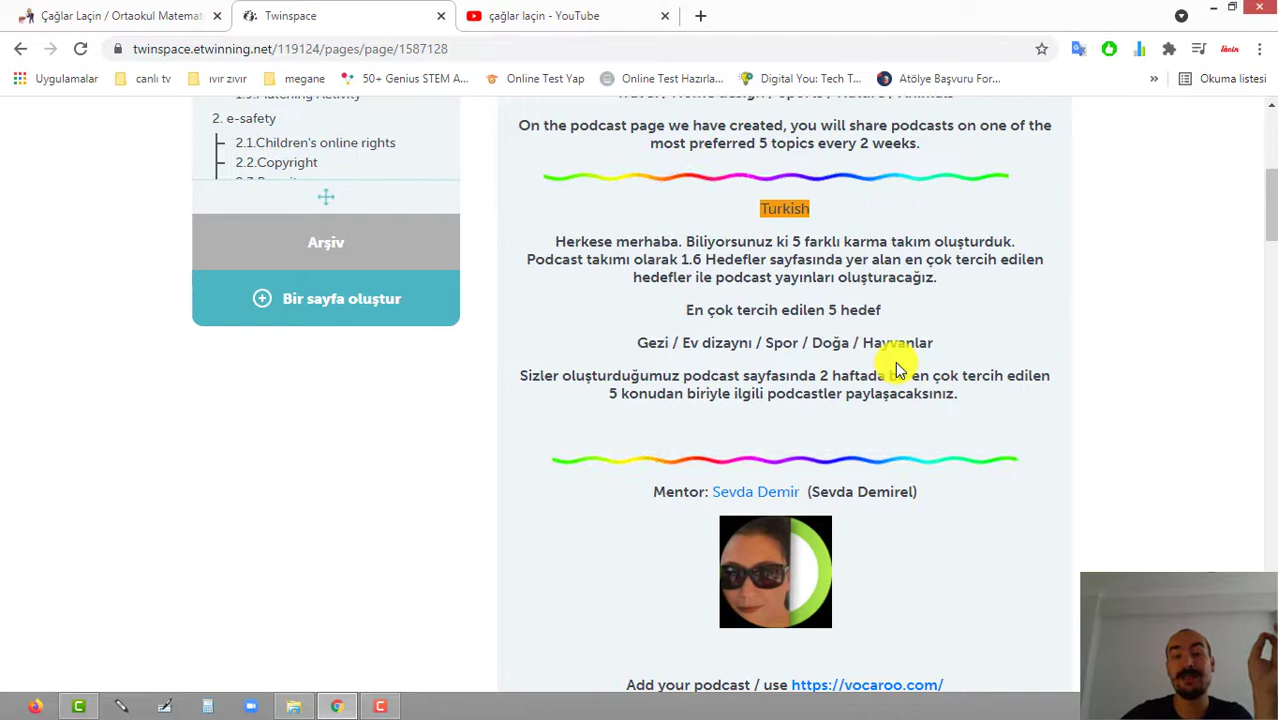 Çağlar Laçin / Ortaokul Matemat
Twinspace
çağlar laçin - YouTube
twinspace.etwinning.net/119124/pages/page/1587128
Uygulamalar
canlı tv
ıvır zıvır
megane
50+ Genius STEM A...
Online Test Yap
Online Test Hazırla...
Digital You: Tech T...
Atölye Başvuru For...
»
Okuma listesi
2. e-safety
2.1.Children's online rights
2.2.Copyright
Arşiv
Bir sayfa oluştur
On the podcast page we have created, you will share podcasts on one of the
most preferred 5 topics every 2 weeks.
Turkish
Herkese merhaba. Biliyorsunuz ki 5 farklı karma takım oluşturduk.
Podcast takımı olarak 1.6 Hedefler sayfasında yer alan en çok tercih edilen
hedefler ile podcast yayınları oluşturacağız.
En çok tercih edilen 5 hedef
Gezi / Ev dizaynı / Spor / Doğa / Hayvanlar
Sizler oluşturduğumuz podcast sayfasında 2 haftada en çok tercih edilen
5 konudan biriyle ilgili podcastler paylaşacaksınız.
Mentor: Sevda Demir (Sevda Demirel)
Add your podcast / use https://vocaroo.com/